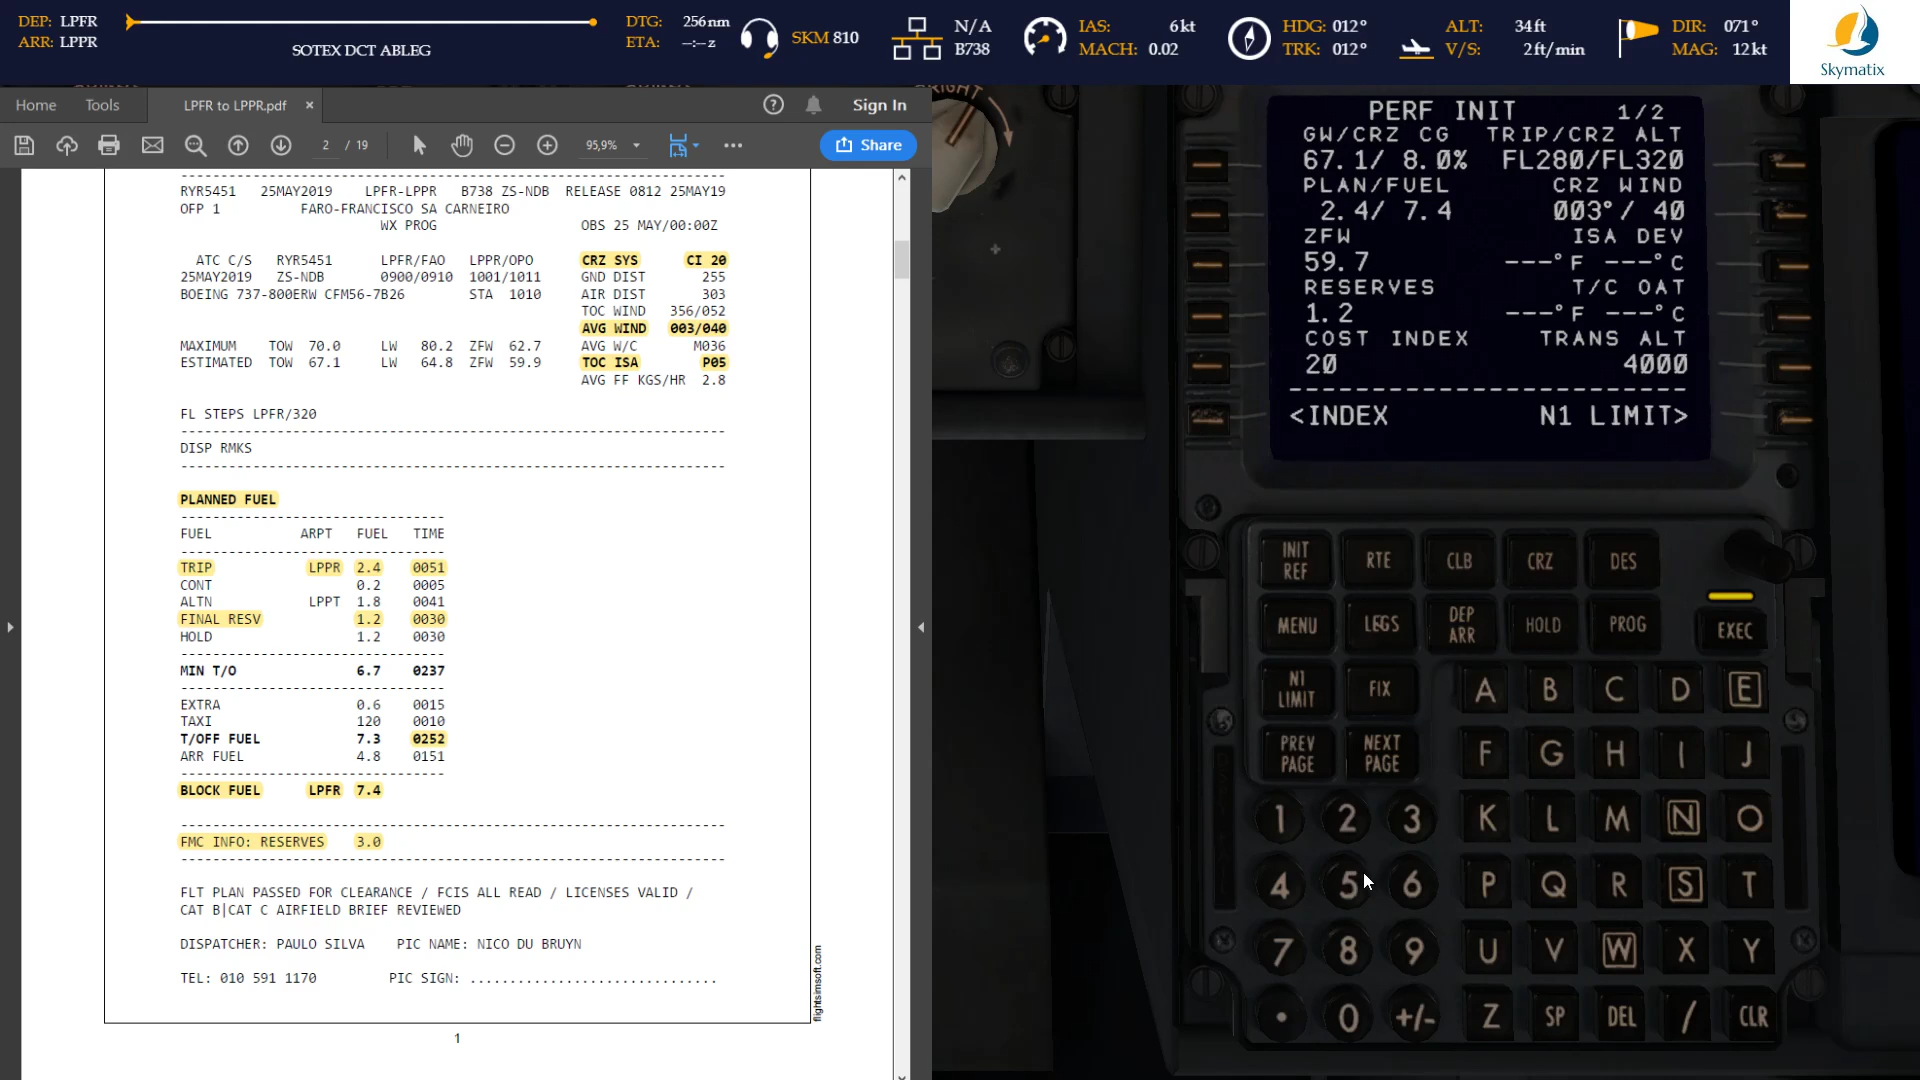 DEP: LPFR
ARR: LPPR
SOTEX DCT ABLEG
DTG: 256nm
ETA: --:-- z
SKM 810
N/A
B738
IAS: 6kt
MACH: 0.02
HDG: 012°
TRK: 012°
ALT: 34ft
V/S: 2ft/min
DIR: 071°
MAG: 12kt
Skymatix
Home Tools LPFR to LPPR.pdf × Sign In
2 / 19 95,9% Share
RYR5451 25MAY2019 LPFR-LPPR B738 ZS-NDB RELEASE 0812 25MAY19
OFP 1 FARO-FRANCISCO SA CARNEIRO
WX PROG OBS 25 MAY/00:00Z
ATC C/S RYR5451 LPFR/FAO LPPR/OPO CRZ SYS CI 20
25MAY2019 ZS-NDB 0900/0910 1001/1011 GND DIST 255
BOEING 737-800ERW CFM56-7B26 STA 1010 AIR DIST 303
TOC WIND 356/052
AVG WIND 003/040
MAXIMUM TOW 70.0 LW 80.2 ZFW 62.7 AVG W/C M036
ESTIMATED TOW 67.1 LW 64.8 ZFW 59.9 TOC ISA P05
AVG FF KGS/HR 2.8
FL STEPS LPFR/320
DISP RMKS
PLANNED FUEL
FUEL ARPT FUEL TIME
TRIP LPPR 2.4 0051
CONT 0.2 0005
ALTN LPPT 1.8 0041
FINAL RESV 1.2 0030
HOLD 1.2 0030
MIN T/O 6.7 0237
EXTRA 0.6 0015
TAXI 120 0010
T/OFF FUEL 7.3 0252
ARR FUEL 4.8 0151
BLOCK FUEL LPFR 7.4
FMC INFO: RESERVES 3.0
FLT PLAN PASSED FOR CLEARANCE / FCIS ALL READ / LICENSES VALID /
CAT B|CAT C AIRFIELD BRIEF REVIEWED
DISPATCHER: PAULO SILVA PIC NAME: NICO DU BRUYN
TEL: 010 591 1170 PIC SIGN: ...............................
flightsimsoft.com
1
PERF INIT 1/2
GW/CRZ CG TRIP/CRZ ALT
67.1/ 8.0% FL280/FL320
PLAN/FUEL CRZ WIND
2.4/ 7.4 003°/ 40
ZFW ISA DEV
59.7 ---°F ---°C
RESERVES T/C OAT
1.2 ---°F ---°C
COST INDEX TRANS ALT
20 4000
<INDEX N1 LIMIT>
INIT REF RTE CLB CRZ DES
MENU LEGS DEP ARR HOLD PROG EXEC
N1 LIMIT FIX A B C D E
PREV PAGE NEXT PAGE F G H I J
1 2 3 K L M N O
4 5 6 P Q R S T
7 8 9 U V W X Y
. 0 +/- Z SP DEL / CLR